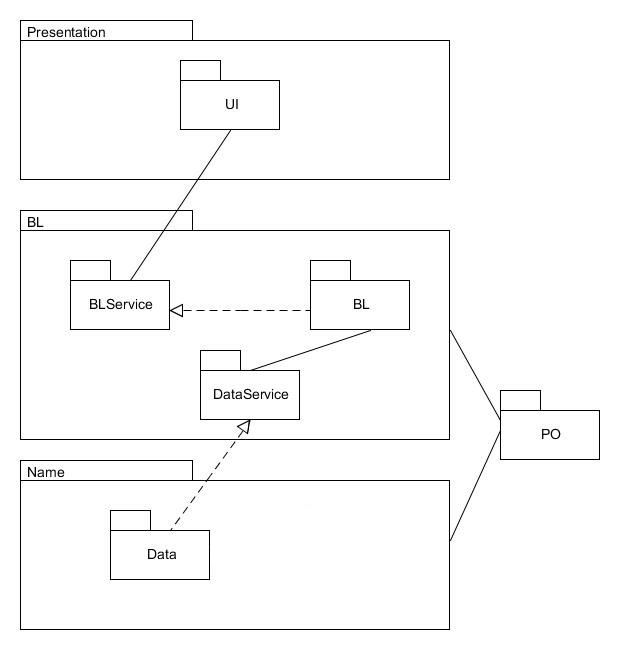 Presentation
UI
BL
BLService
BL
DataService
PO
Name
Data